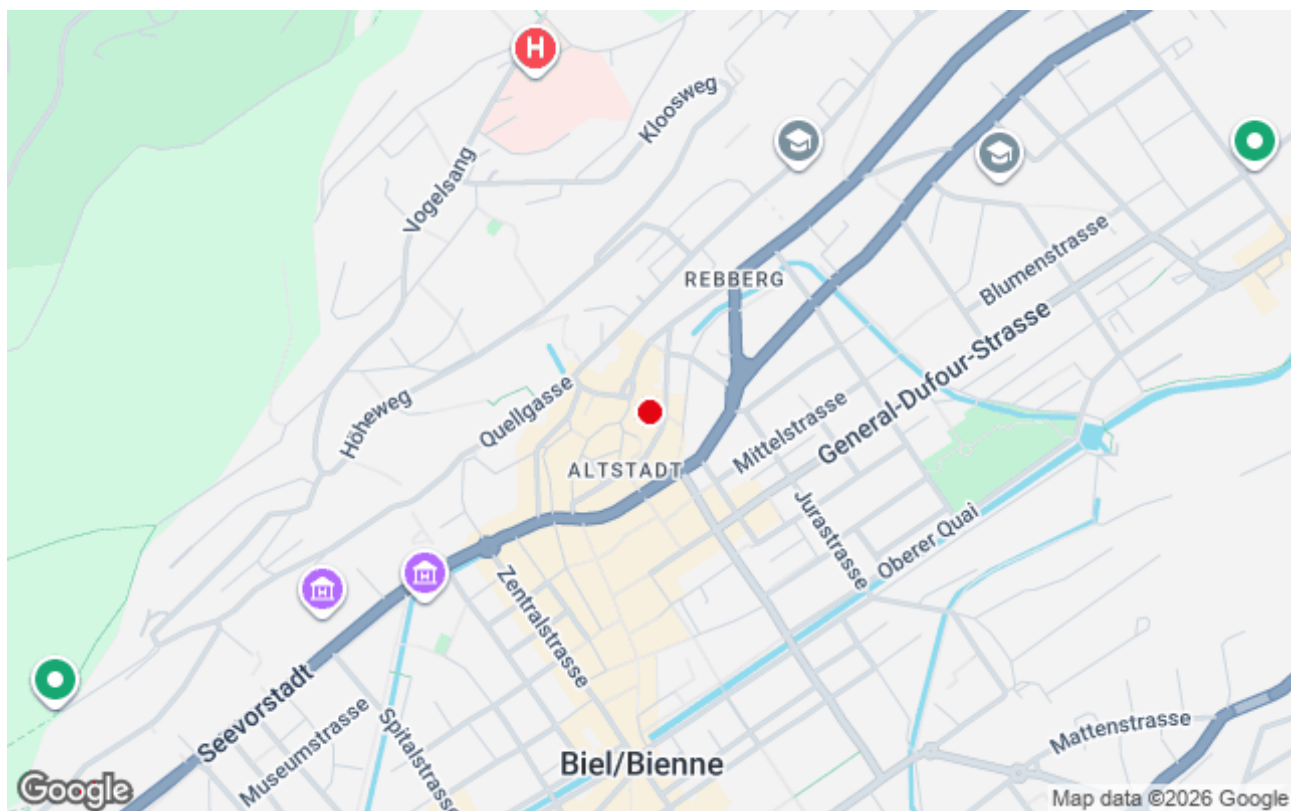 H
Kloosweg
Vogelsang
REBBERG
Blumenstrasse
General-Dufour-Strasse
Höheweg
Quellgasse
Mittelstrasse
ALTSTADT
Jurastrasse
Oberer Quai
H
H
Zentralstrasse
Seevorstadt
Museumstrasse
Spitalstrasse
Mattenstrasse
Biel/Bienne
Google
Map data ©2026 Google